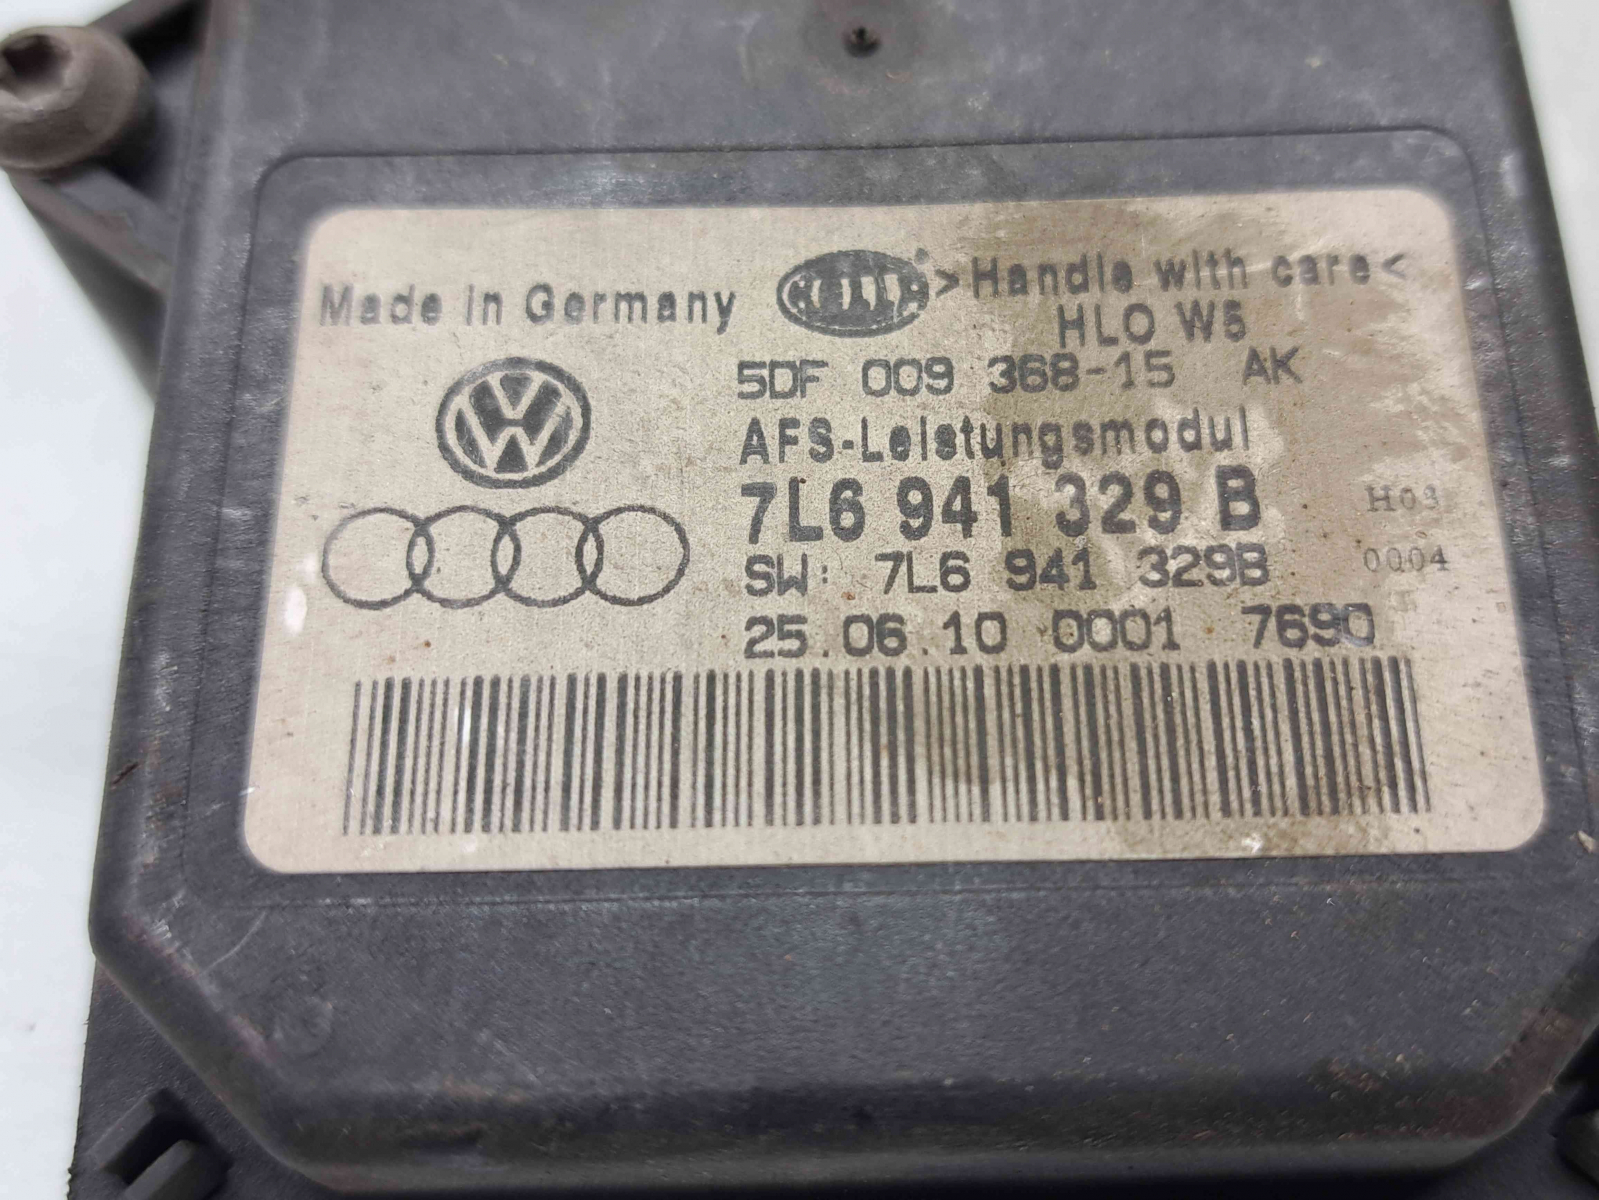 Made in Germany HELLA >Handle with care<
HLO W5
5DF 009 368-15 AK
AFS-Leistungsmodul
7L6 941 329 B H03
SW: 7L6 941 329B 0004
25.06.10 0001 7690